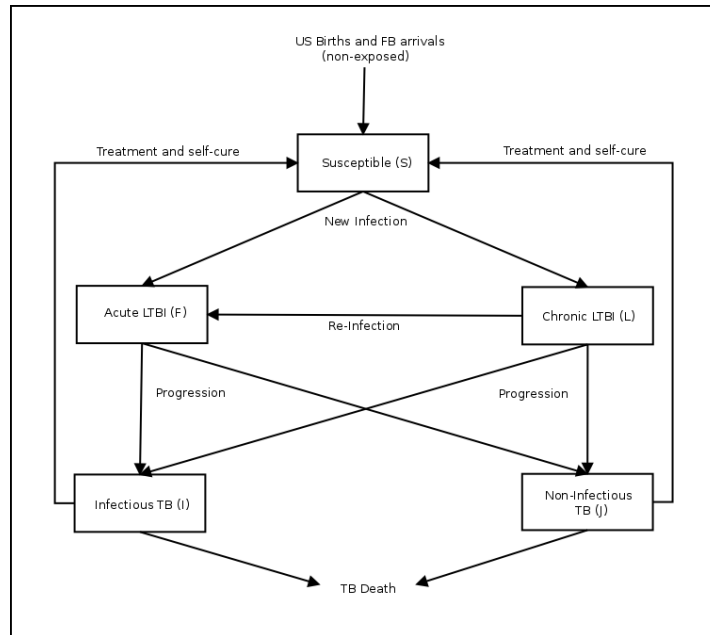 US Births and FB arrivals
(non-exposed)
Treatment and self-cure
Treatment and self-cure
Susceptible (S)
New Infection
Acute LTBI (F)
Chronic LTBI (L)
Re-Infection
Progression
Progression
Infectious TB (I)
Non-Infectious
TB (J)
TB Death